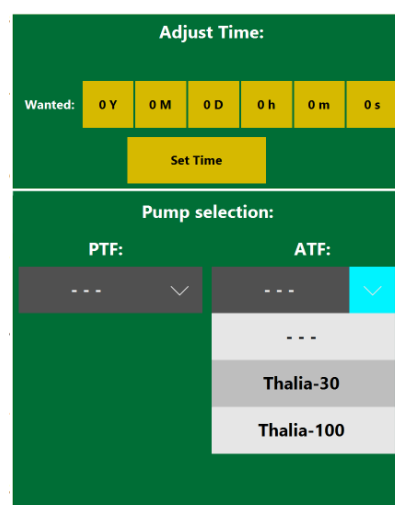 Adjust Time:
Wanted: 0 Y 0 M 0 D 0 h 0 m 0 s
Set Time
Pump selection:
PTF: ATF:
- - - - - -
- - -
Thalia-30
Thalia-100